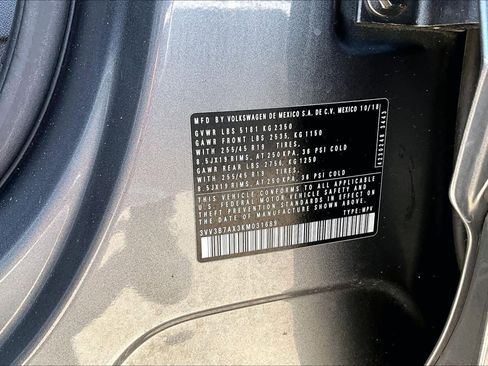 MFD BY VOLKSWAGEN DE MEXICO S.A. DE C.V. MEXICO 10/18
GVWR LBS 5181 KG 2350
GAWR FRONT LBS 2535, KG 1150
WITH 255/45 R19 TIRES,
8.5JX19 RIMS, AT 250 KPA, 36 PSI COLD
GAWR REAR LBS 2756, KG 1250
WITH 255/45 R19 TIRES,
8.5JX19 RIMS, AT 250 KPA, 36 PSI COLD
THIS VEHICLE CONFORMS TO ALL APPLICABLE
U.S. FEDERAL MOTOR VEHICLE SAFETY STANDARDS
IN EFFECT ON THE DATE OF MANUFACTURE SHOWN ABOVE.
3VV3B7AX3KM031685 TYPE: MPV